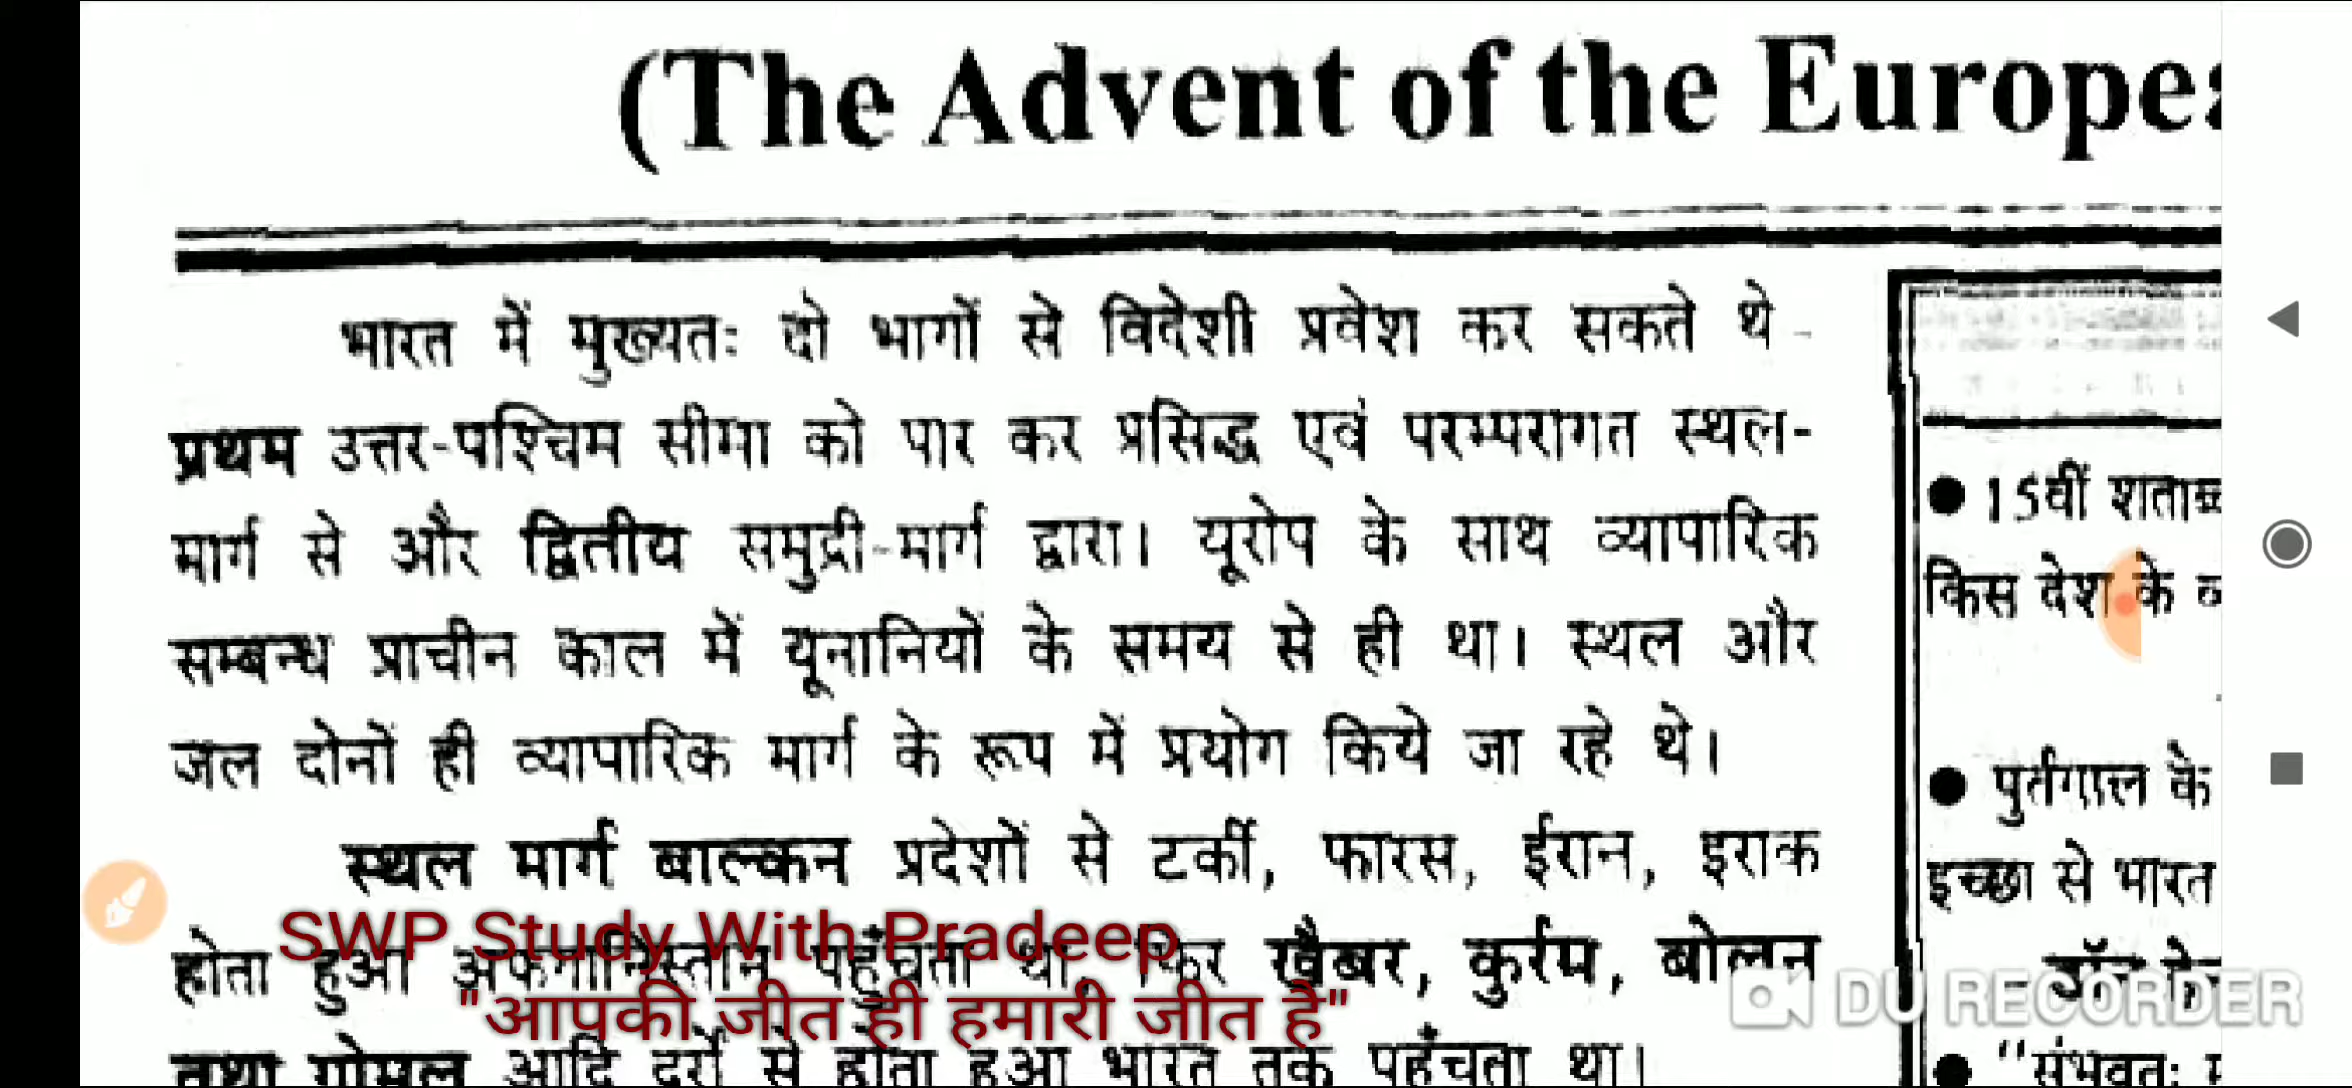 (The Advent of the Europe
भारत में मुख्यतः दो भागों से विदेशी प्रवेश कर सकते थे -
प्रथम उत्तर-पश्चिम सीमा को पार कर प्रसिद्ध एवं परम्परागत स्थल-
मार्ग से और द्वितीय समुद्री-मार्ग द्वारा। यूरोप के साथ व्यापारिक
सम्बन्ध प्राचीन काल में यूनानियों के समय से ही था। स्थल और
जल दोनों ही व्यापारिक मार्ग के रूप में प्रयोग किये जा रहे थे।
स्थल मार्ग बाल्कन प्रदेशों से टर्की, फारस, ईरान, इराक
होता हुआ अफगानिस्तान पहुँचता था, फिर खैबर, कुर्रम, बोलन
तथा गोमल आदि दर्रों से होता हुआ भारत तक पहुँचता था।
● 15वीं
किस देश के
● पुर्तगाल के
इच्छा से भारत
● "संभवतः
SWP Study With Pradeep
"आपकी जीत ही हमारी जीत है"
DU RECORDER